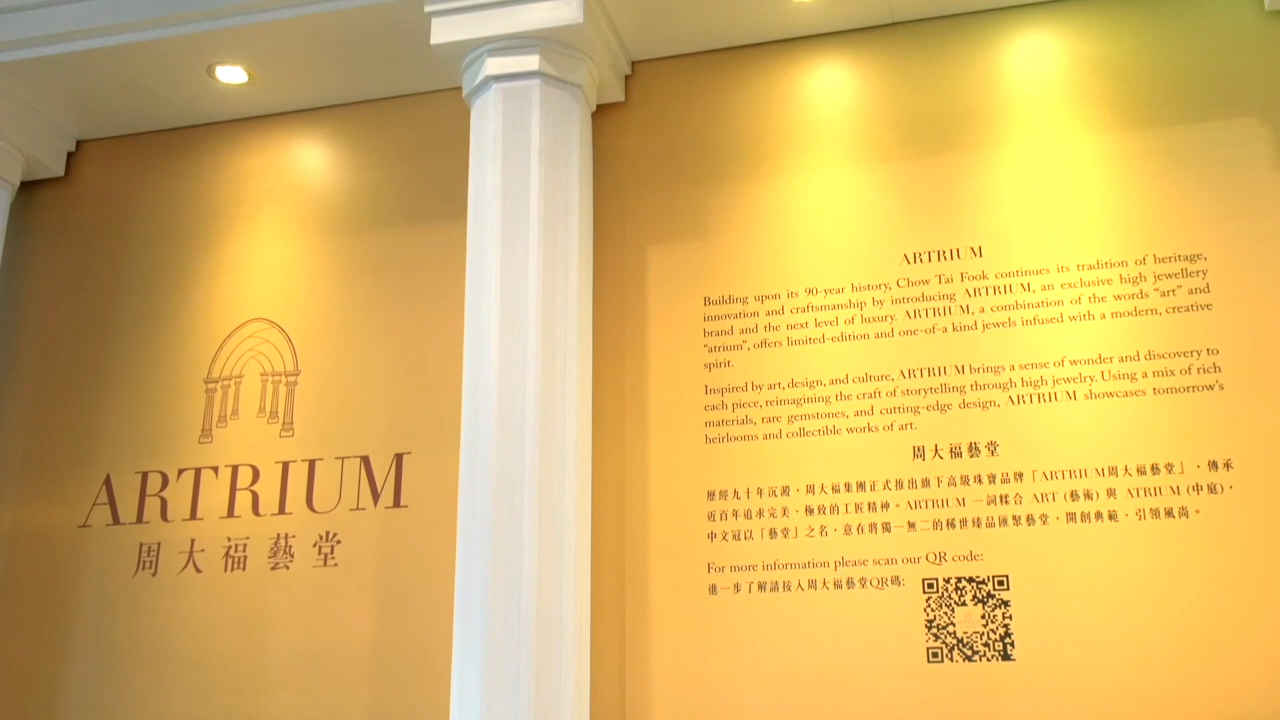 ARTRIUM
周大福藝堂
ARTRIUM
Building upon its 90-year history, Chow Tai Fook continues its tradition of heritage,
innovation and craftsmanship by introducing ARTRIUM, an exclusive high jewellery
brand and the next level of luxury. ARTRIUM, a combination of the words "art" and
"atrium", offers limited-edition and one-of-a kind jewels infused with a modern, creative
spirit.
Inspired by art, design, and culture, ARTRIUM brings a sense of wonder and discovery to
each piece, reimagining the craft of storytelling through high jewelry. Using a mix of rich
materials, rare gemstones, and cutting-edge design, ARTRIUM showcases tomorrow's
heirlooms and collectible works of art.
周大福藝堂
歷經九十年沉澱，周大福集團正式推出旗下高級珠寶品牌「ARTRIUM周大福藝堂」，傳承
近百年追求完美、極致的工匠精神。ARTRIUM 一詞糅合 ART (藝術) 與 ATRIUM (中庭)，
中文冠以「藝堂」之名，意在將獨一無二的稀世臻品匯聚藝堂，開創典範、引領風尚。
For more information please scan our QR code:
進一步了解請按入周大福藝堂QR碼: